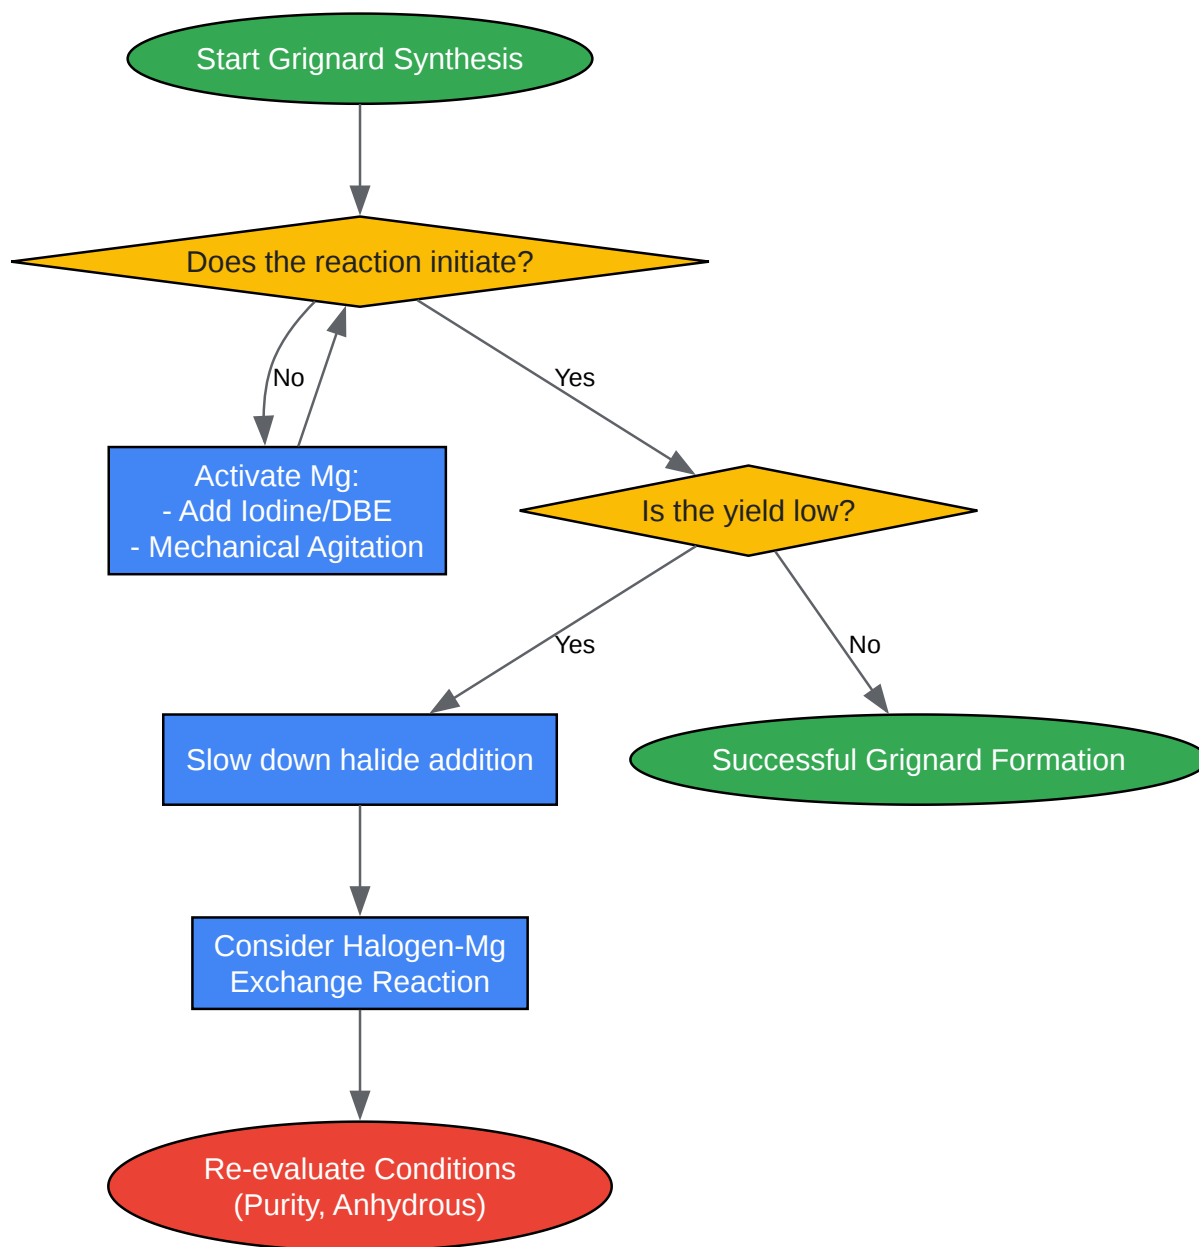 Start Grignard Synthesis
Does the reaction initiate?
No
Yes
Activate Mg:
- Add Iodine/DBE
- Mechanical Agitation
Is the yield low?
Yes
No
Slow down halide addition
Successful Grignard Formation
Consider Halogen-Mg
Exchange Reaction
Re-evaluate Conditions
(Purity, Anhydrous)